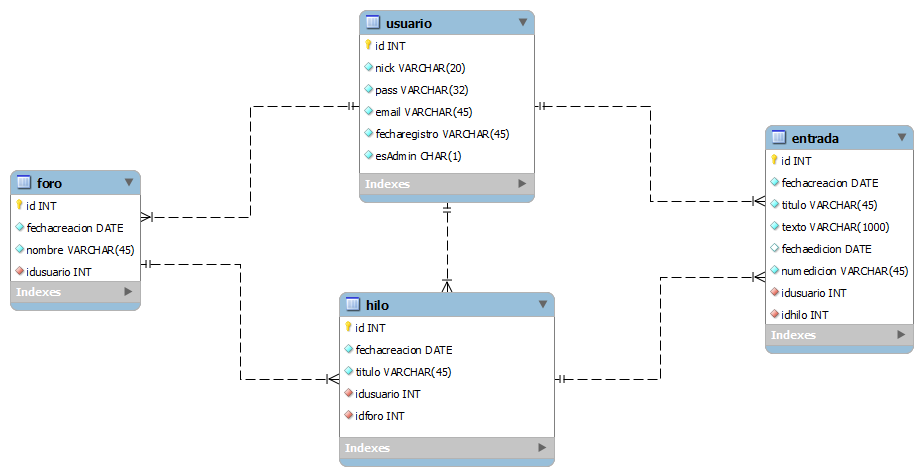 usuario
id INT
nick VARCHAR(20)
pass VARCHAR(32)
email VARCHAR(45)
fecharegistro VARCHAR(45)
esAdmin CHAR(1)
Indexes
foro
id INT
fechacreacion DATE
nombre VARCHAR(45)
idusuario INT
Indexes
entrada
id INT
fechacreacion DATE
titulo VARCHAR(45)
texto VARCHAR(1000)
fechaedicion DATE
numedicion VARCHAR(45)
idusuario INT
idhilo INT
Indexes
hilo
id INT
fechacreacion DATE
titulo VARCHAR(45)
idusuario INT
idforo INT
Indexes